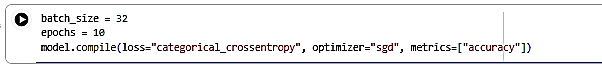 batch_size = 32
epochs = 10
model.compile(loss="categorical_crossentropy", optimizer="sgd", metrics=["accuracy"])